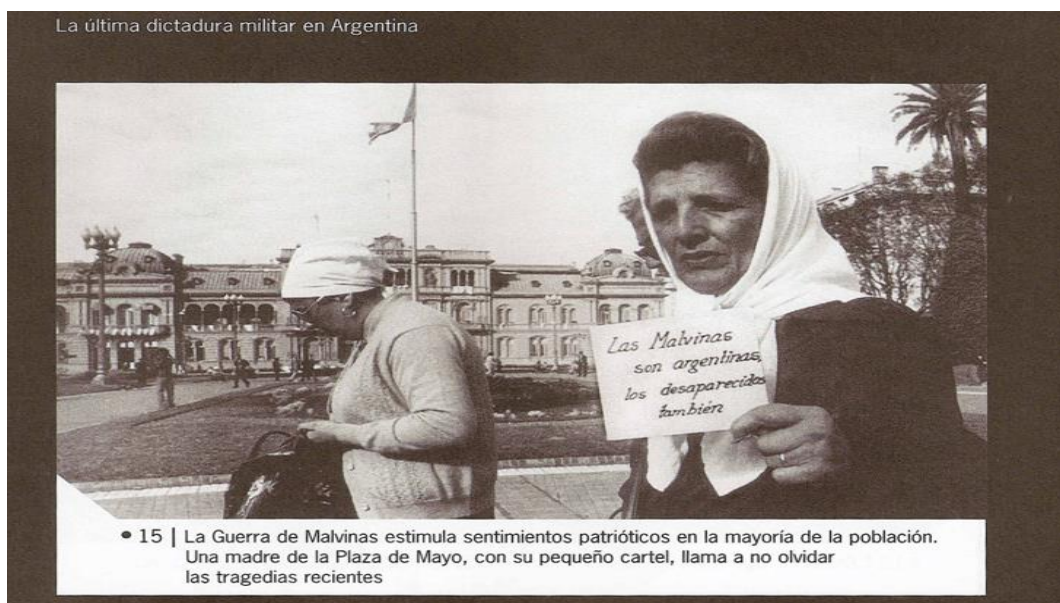 La última dictadura militar en Argentina
Las Malvinas
son argentinas,
los desaparecidos
también
• 15 | La Guerra de Malvinas estimula sentimientos patrióticos en la mayoría de la población.
Una madre de la Plaza de Mayo, con su pequeño cartel, llama a no olvidar
las tragedias recientes